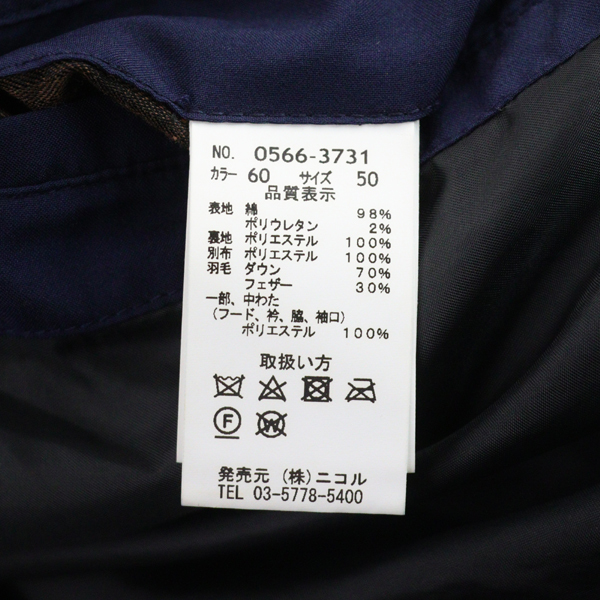 NO. 0566-3731
カラー 60 サイズ 50
品質表示
表地 綿 98%
ポリウレタン 2%
裏地 ポリエステル 100%
別布 ポリエステル 100%
羽毛 ダウン 70%
フェザー 30%
一部、中わた
(フード、衿、脇、袖口)
ポリエステル 100%
取扱い方
F W
発売元 (株)ニコル
TEL 03-5778-5400